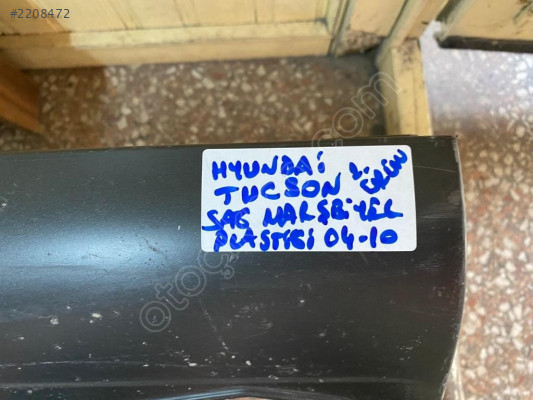 #2208472
HYUNDAİ
TUCSON
SAĞ MARŞBİYEL
PLASTİĞİ 04-10